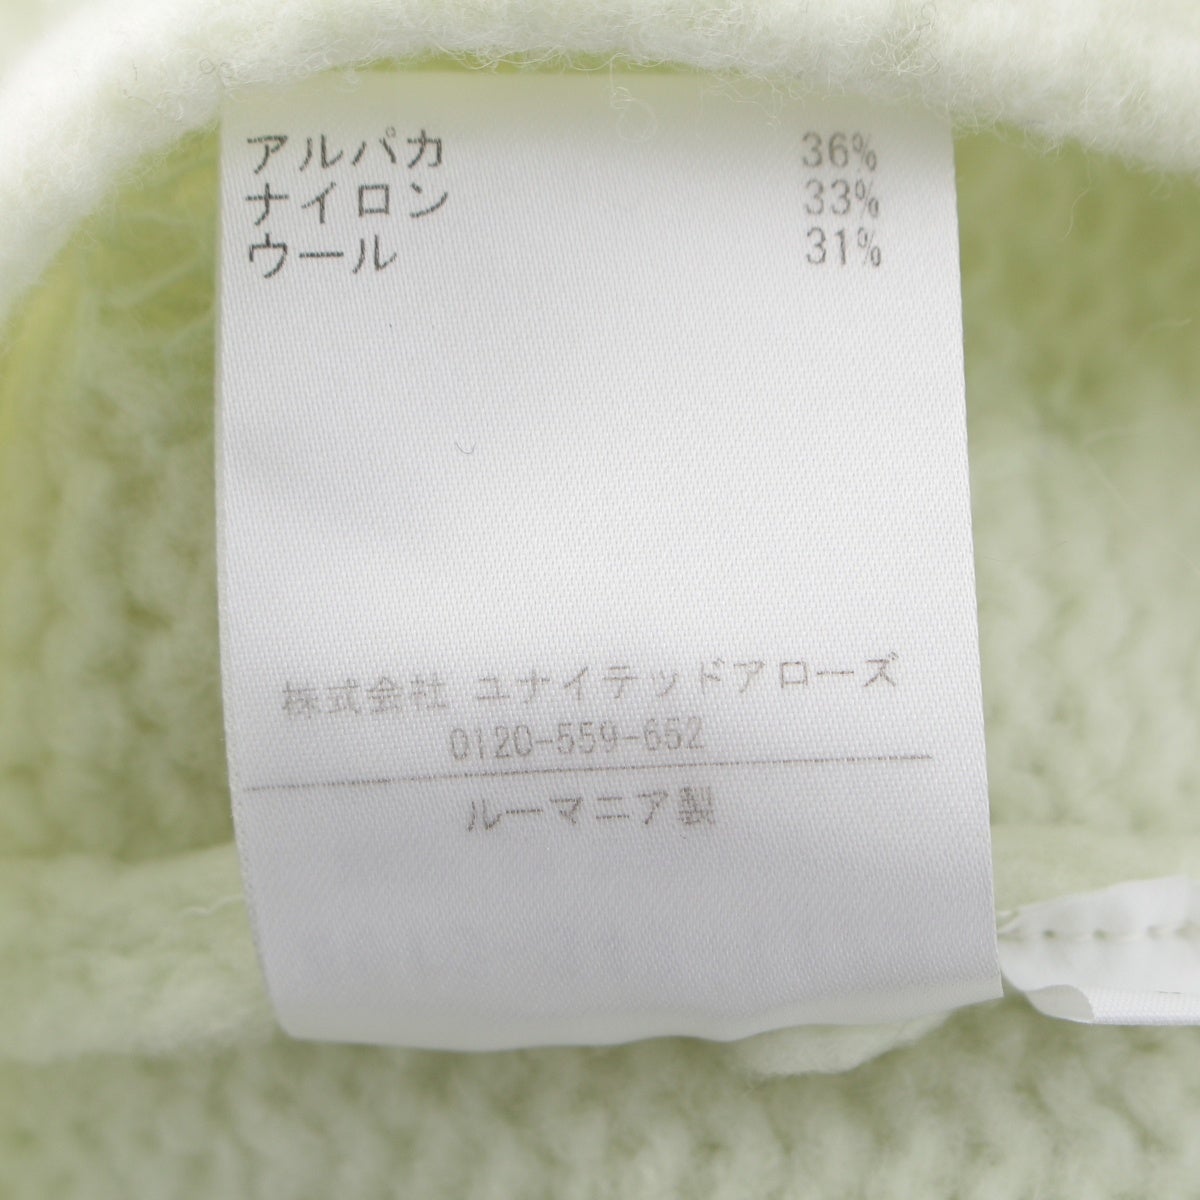 アルパカ 36%
ナイロン 33%
ウール 31%
株式会社 ユナイテッドアローズ
0120-559-652
ルーマニア製